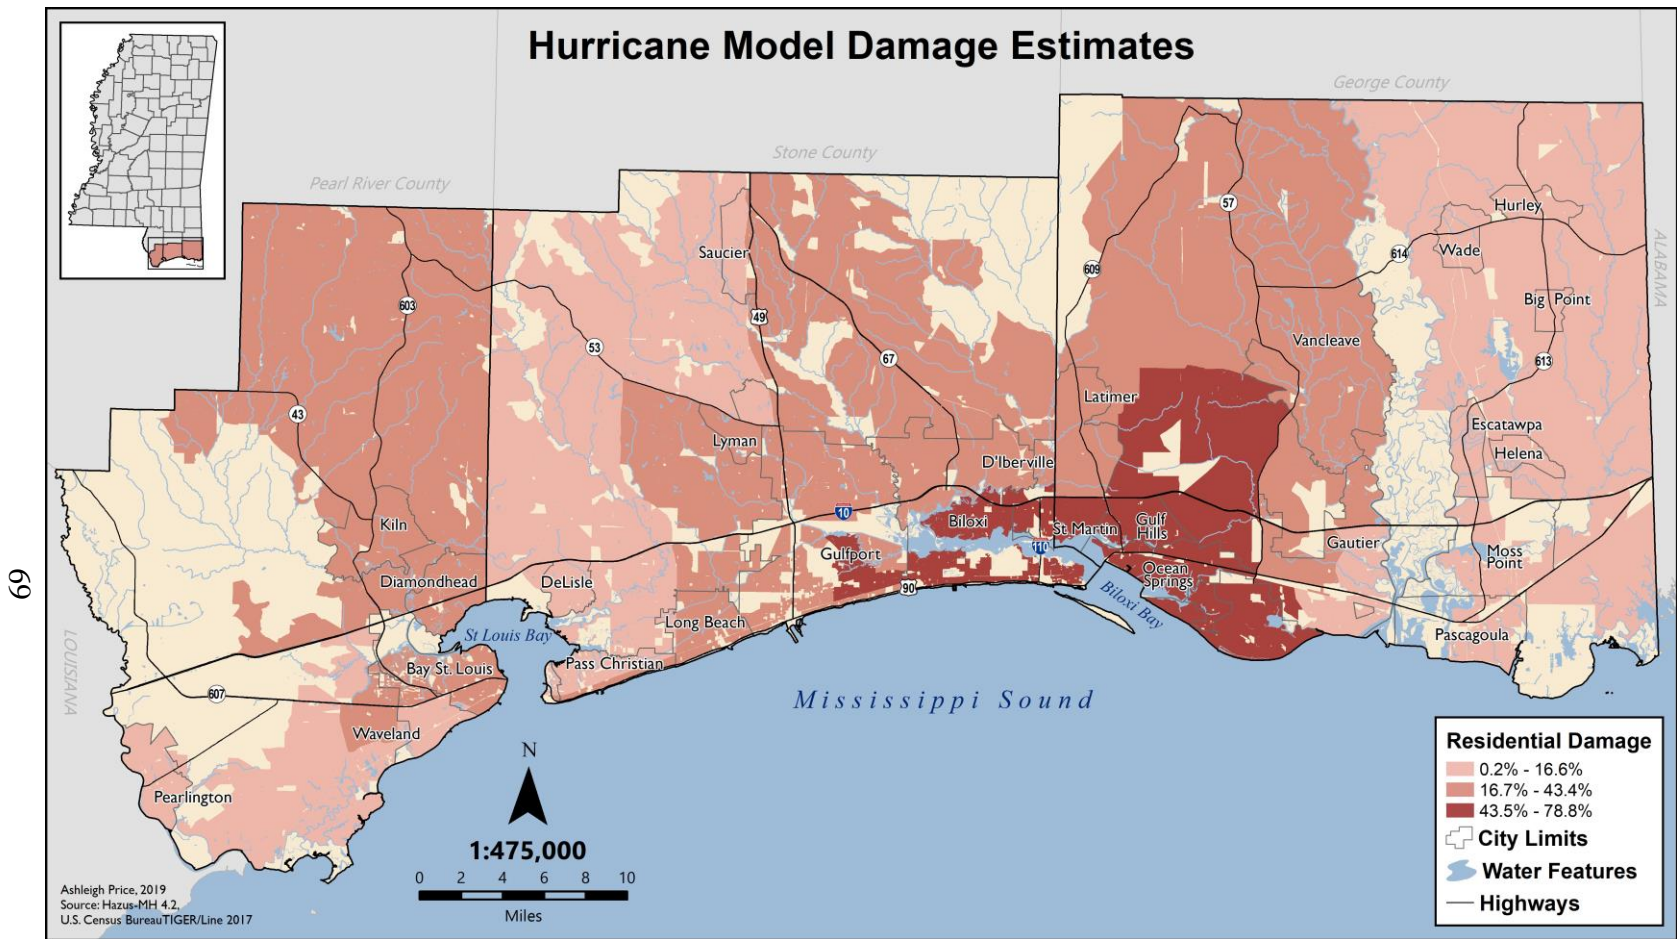 Hurricane Model Damage Estimates
George County
Stone County
Pearl River County
ALABAMA
LOUISIANA
57
Hurley
Saucier
609
614
Wade
603
49
Big Point
53
67
Vancleave
613
43
Latimer
Escatawpa
Lyman
Helena
D'Iberville
10
Kiln
Biloxi
St Martin
Gulf
Hills
110
Gautier
Gulfport
Moss
Point
Diamondhead
DeLisle
90
Ocean
Springs
Biloxi Bay
Long Beach
St Louis Bay
Pascagoula
Pass Christian
Bay St. Louis
607
Mississippi Sound
Waveland
Pearlington
N
1:475,000
0 2 4 6 8 10
Miles
Residential Damage
0.2% - 16.6%
16.7% - 43.4%
43.5% - 78.8%
City Limits
Water Features
Highways
Ashleigh Price, 2019
Source: Hazus-MH 4.2,
U.S. Census BureauTIGER/Line 2017
69